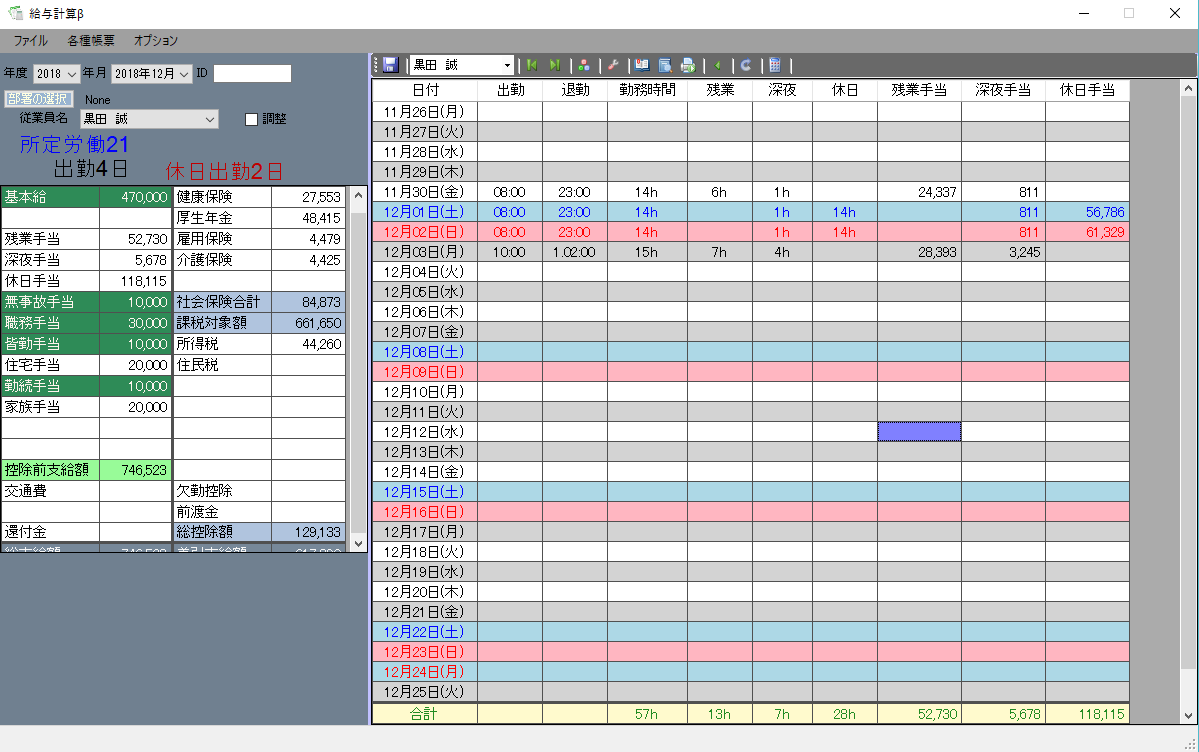 給与計算β
ファイル 各種帳票 オプション
年度 2018 年月 2018年12月 ID
部署の選択 None
従業員名 黒田 誠 調整
所定労働21
出勤4日 休日出勤2日
基本給 470,000 健康保険 27,553
厚生年金 48,415
残業手当 52,730 雇用保険 4,479
深夜手当 5,678 介護保険 4,425
休日手当 118,115
無事故手当 10,000 社会保険合計 84,873
職務手当 30,000 課税対象額 661,650
皆勤手当 10,000 所得税 44,260
住宅手当 20,000 住民税
勤続手当 10,000
家族手当 20,000
控除前支給額 746,523
交通費 欠勤控除
前渡金
還付金 総控除額 129,133
黒田 誠
日付 出勤 退勤 勤務時間 残業 深夜 休日 残業手当 深夜手当 休日手当
11月26日(月)
11月27日(火)
11月28日(水)
11月29日(木)
11月30日(金) 08:00 23:00 14h 6h 1h 24,337 811
12月01日(土) 08:00 23:00 14h 1h 14h 811 56,786
12月02日(日) 08:00 23:00 14h 1h 14h 811 61,329
12月03日(月) 10:00 1.02:00 15h 7h 4h 28,393 3,245
12月04日(火)
12月05日(水)
12月06日(木)
12月07日(金)
12月08日(土)
12月09日(日)
12月10日(月)
12月11日(火)
12月12日(水)
12月13日(木)
12月14日(金)
12月15日(土)
12月16日(日)
12月17日(月)
12月18日(火)
12月19日(水)
12月20日(木)
12月21日(金)
12月22日(土)
12月23日(日)
12月24日(月)
12月25日(火)
合計 57h 13h 7h 28h 52,730 5,678 118,115